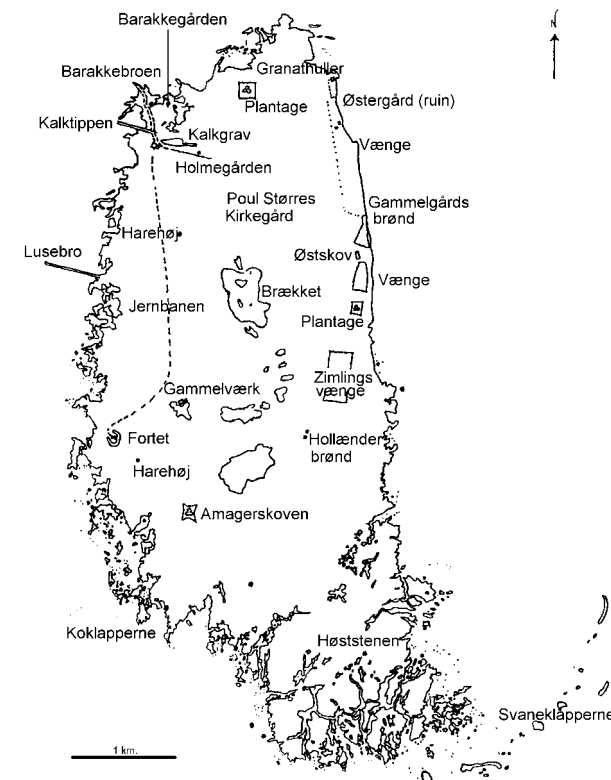 Barakkegården
N
Granathuller
Barakkebroen
Plantage
Østergård (ruin)
Kalktippen
Kalkgrav
Vænge
Holmegården
Poul Størres
Kirkegård
Gammelgårds
brønd
Harehøj
Østskov
Lusebro
Vænge
Brækket
Jernbanen
Plantage
Zimlings
vænge
Gammelværk
Fortet
Hollænder
brønd
Harehøj
Amagerskoven
Koklapperne
Høststenen
Svaneklapperne
1 km.